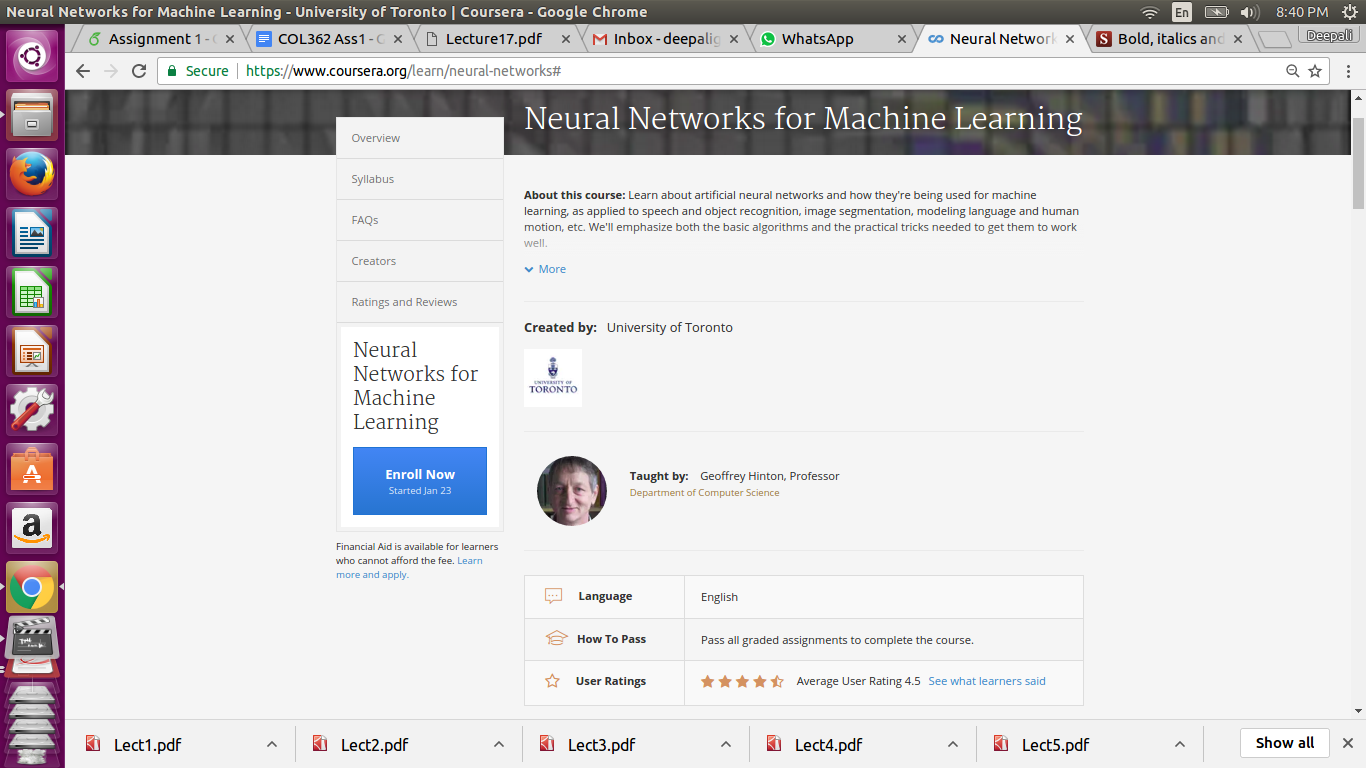 Neural Networks for Machine Learning - University of Toronto | Coursera - Google Chrome
En
8:40 PM
Assignment 1 - 
COL362 Ass1 - 
Lecture17.pdf
Inbox - deepalig
WhatsApp
Neural Network
Bold, italics and
Deepali
Secure
https://www.coursera.org/learn/neural-networks#
Neural Networks for Machine Learning
Overview
Syllabus
FAQs
Creators
Ratings and Reviews
Neural
Networks for
Machine
Learning
Enroll Now
Started Jan 23
Financial Aid is available for learners
who cannot afford the fee. Learn
more and apply.
About this course: Learn about artificial neural networks and how they're being used for machine
learning, as applied to speech and object recognition, image segmentation, modeling language and human
motion, etc. We'll emphasize both the basic algorithms and the practical tricks needed to get them to work
well.
More
Created by: University of Toronto
UNIVERSITY OF
TORONTO
Taught by: Geoffrey Hinton, Professor
Department of Computer Science
Language English
How To Pass Pass all graded assignments to complete the course.
User Ratings Average User Rating 4.5 See what learners said
Lect1.pdf
Lect2.pdf
Lect3.pdf
Lect4.pdf
Lect5.pdf
Show all